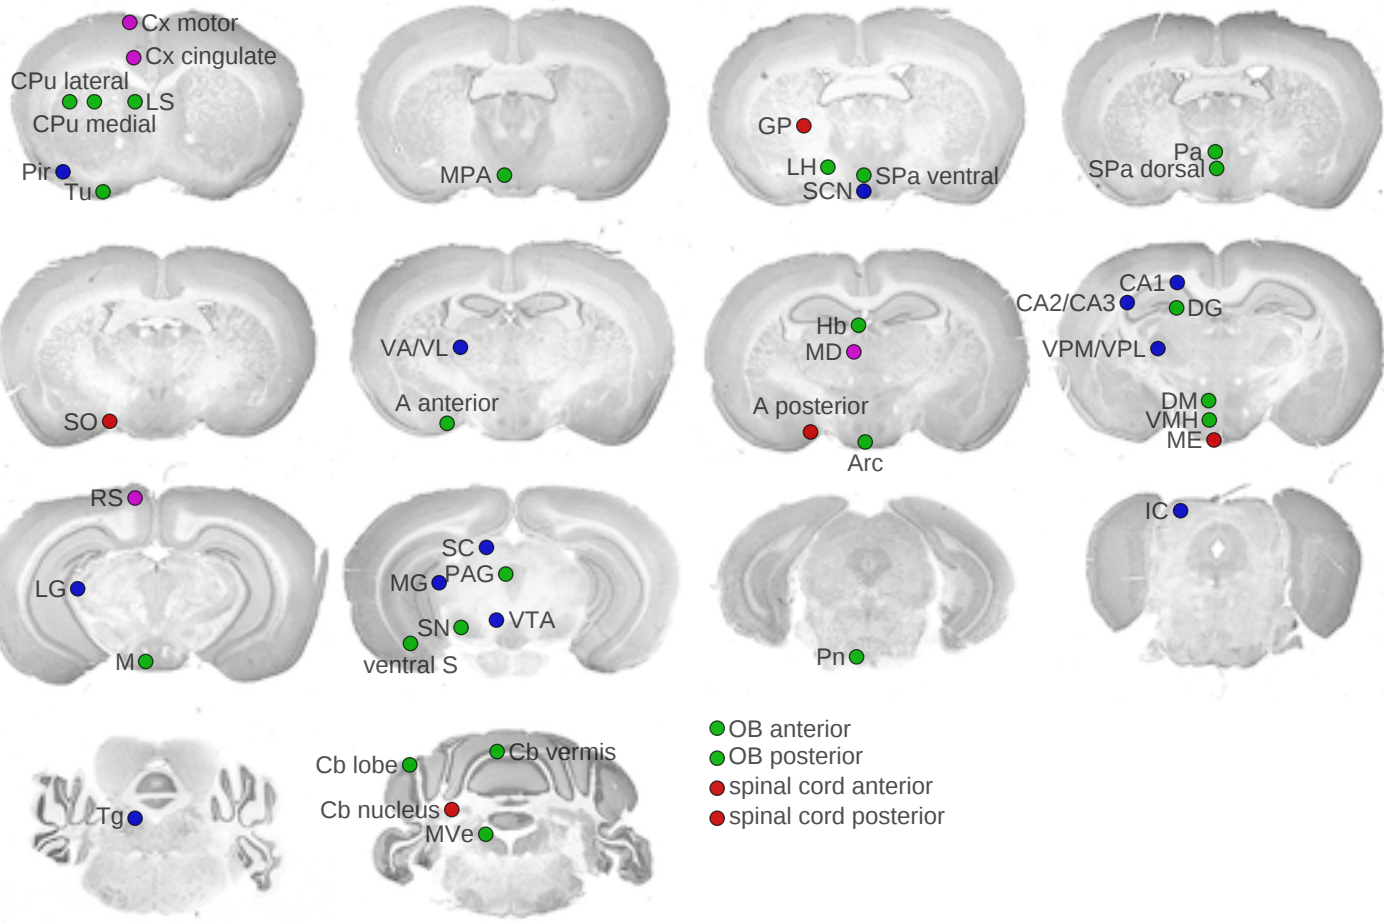 Cx motor
Cx cingulate
CPu lateral
LS
CPu medial
Pir
Tu
MPA
GP
LH
SPa ventral
SCN
Pa
SPa dorsal
SO
VA/VL
A anterior
Hb
MD
A posterior
Arc
CA1
CA2/CA3
DG
VPM/VPL
DM
VMH
ME
RS
LG
M
SC
MG
PAG
VTA
SN
ventral S
Pn
IC
Tg
Cb lobe
Cb vermis
Cb nucleus
MVe
OB anterior
OB posterior
spinal cord anterior
spinal cord posterior